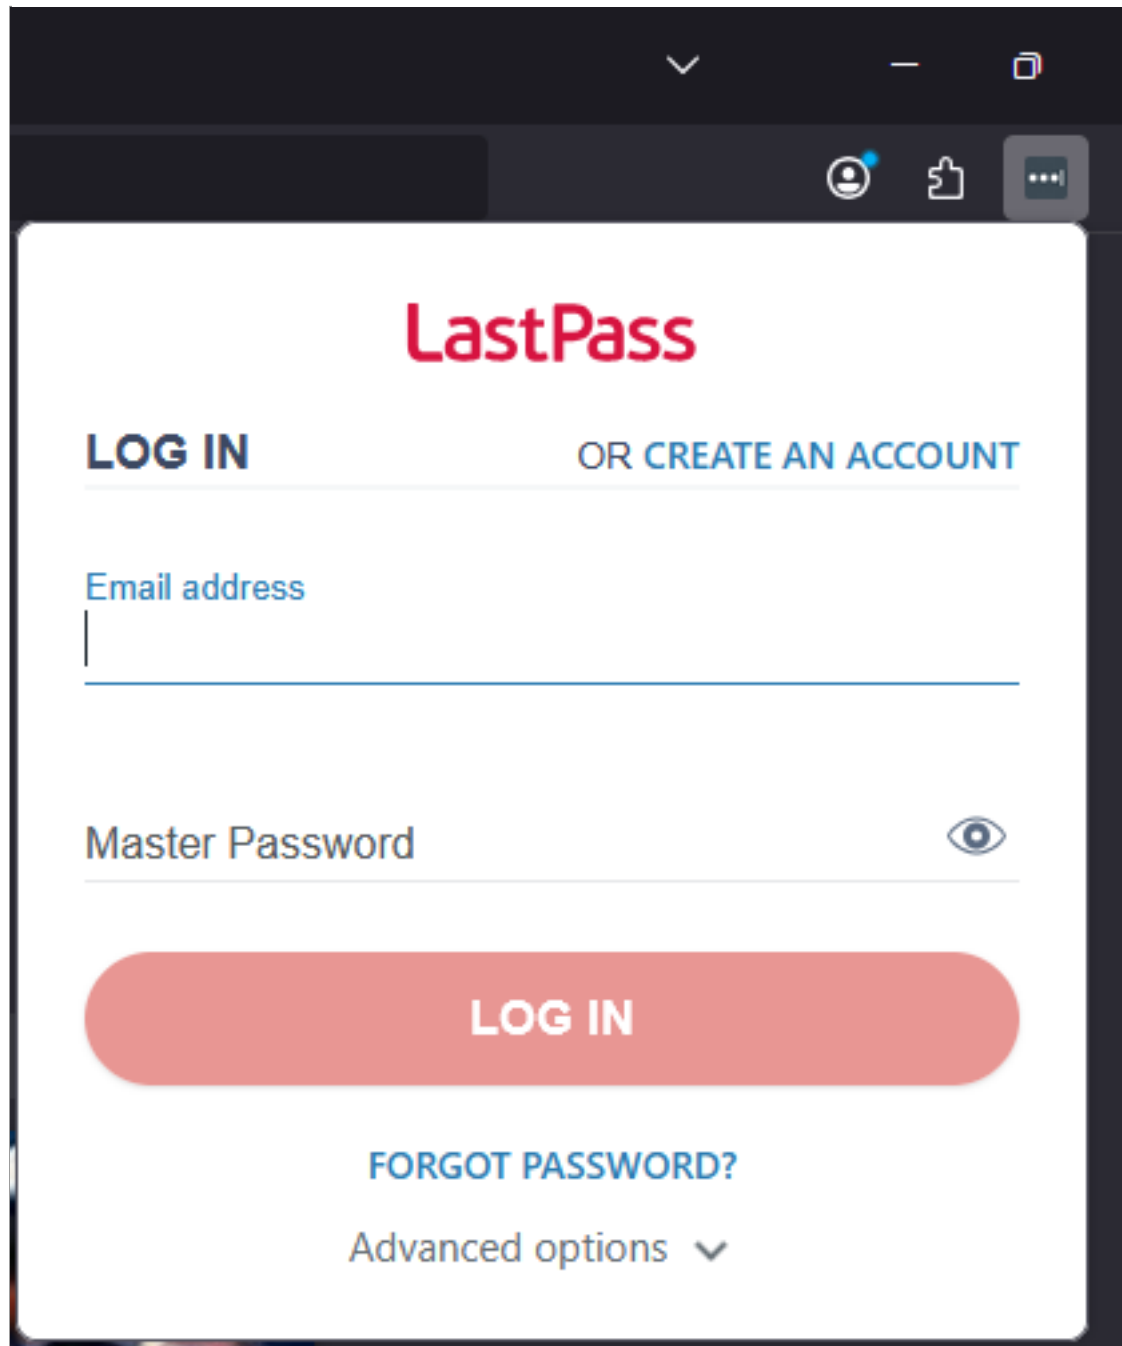 LastPass
LOG IN OR CREATE AN ACCOUNT
Email address
Master Password
LOG IN
FORGOT PASSWORD?
Advanced options